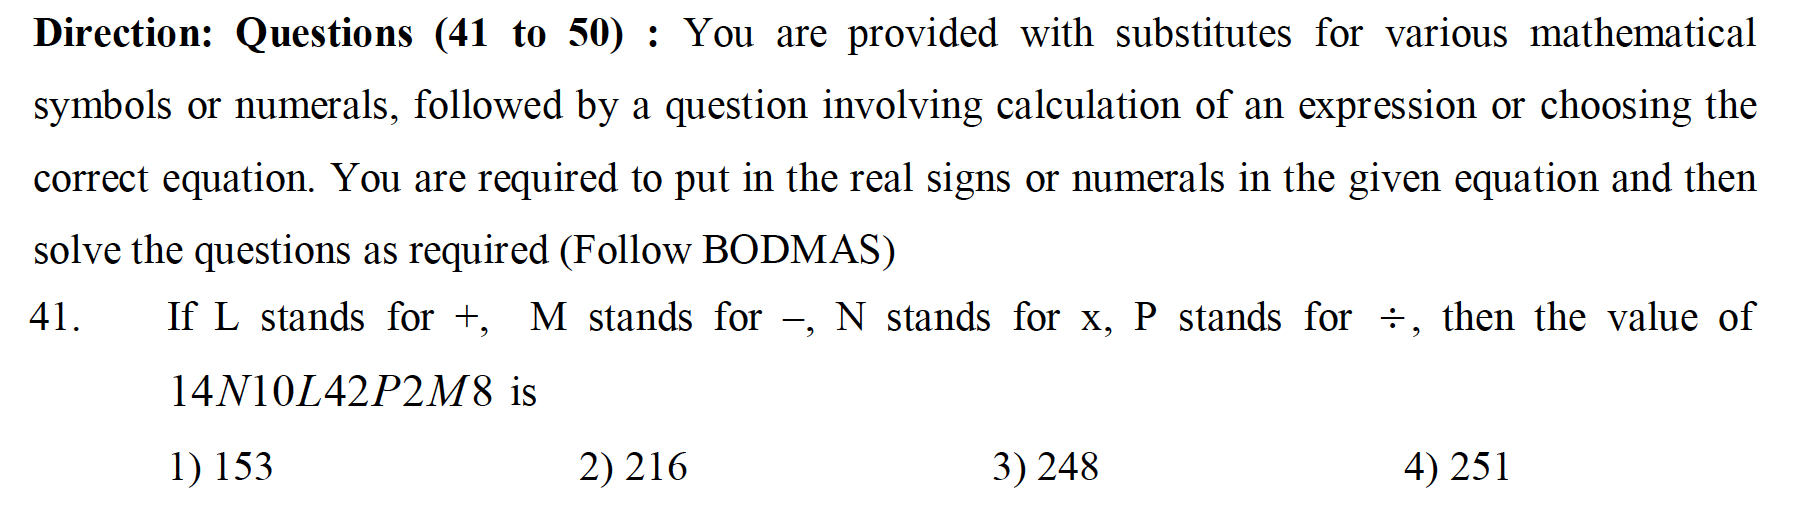 Direction: Questions (41 to 50) : You are provided with substitutes for various mathematical
symbols or numerals, followed by a question involving calculation of an expression or choosing the
correct equation. You are required to put in the real signs or numerals in the given equation and then
solve the questions as required (Follow BODMAS)
41. If L stands for +, M stands for –, N stands for x, P stands for ÷, then the value of
14N10L42P2M8 is
1) 153 2) 216 3) 248 4) 251